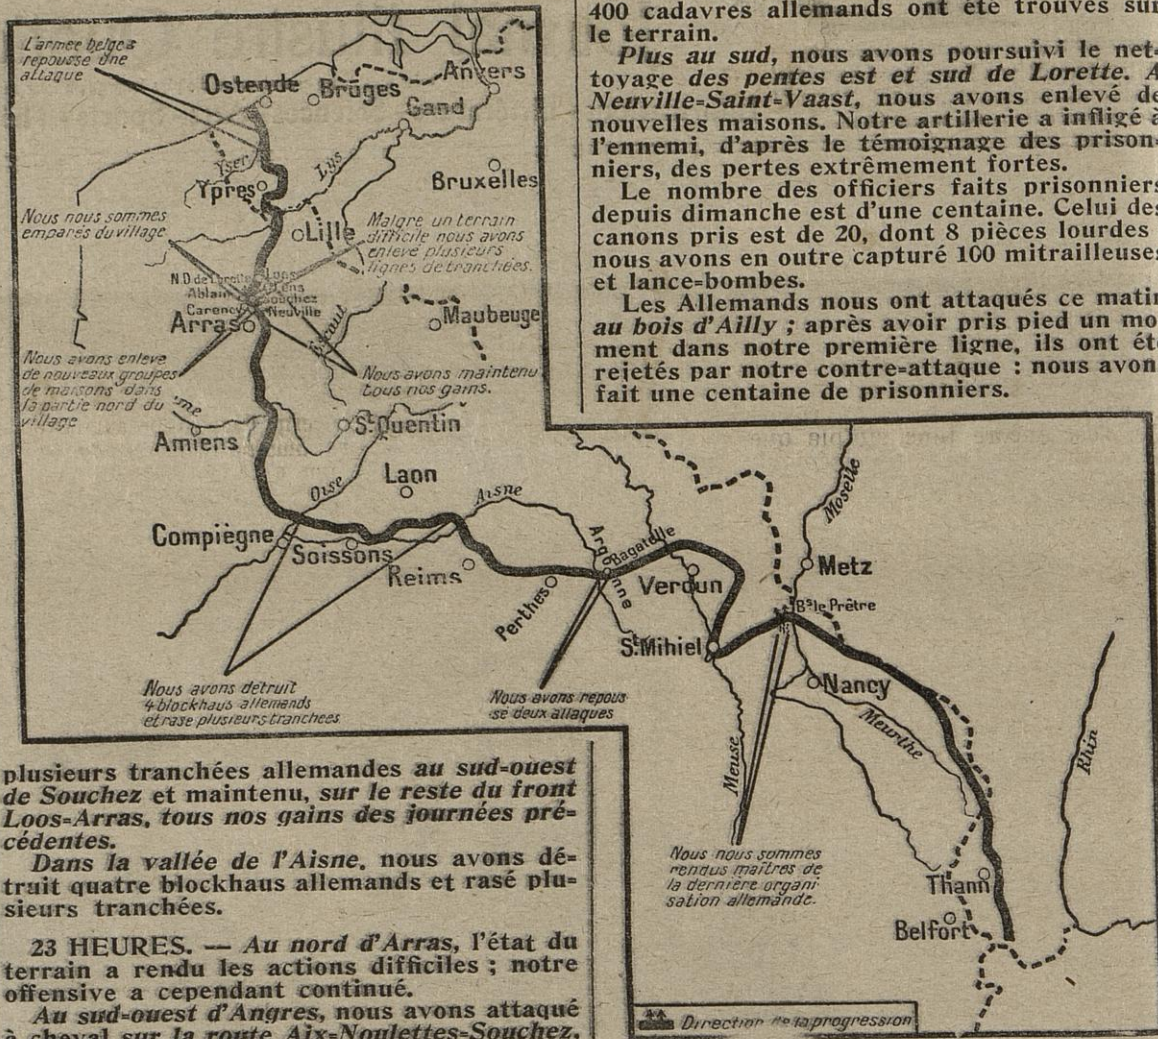 L'armée belges
repousse une
attaque
Ostende
Bruges
Anvers
Gand
Yser
Lys
Ypres
Bruxelles
Nous nous sommes
emparés du village
Lille
Malgré un terrain
difficile nous avons
enlevé plusieurs
lignes de tranchées.
N.D. de Lorette
Loos
Lens
Ablain
Souchez
Carency
Neuville
Arras
Maubeuge
Nous avons enlevé
de nouveaux groupes
de maisons dans
la partie nord du
village
Nous avons maintenu
tous nos gains.
Amiens
St Quentin
Laon
Oise
Aisne
Compiègne
Soissons
Reims
Perthes
Argonne
Bagatelle
Verdun
Moselle
Metz
Bs le Prêtre
St Mihiel
Nancy
Meurthe
Meuse
Rhin
Thann
Belfort
Nous avons détruit
4 blockhaus allemands
et rasé plusieurs tranchées
Nous avons repous
sé deux attaques
Nous nous sommes
rendus maîtres de
la dernière organi
sation allemande.
Direction de la progression
400 cadavres allemands ont été trouvés sur
le terrain.
Plus au sud, nous avons poursuivi le net-
toyage des pentes est et sud de Lorette. A
Neuville-Saint-Vaast, nous avons enlevé de
nouvelles maisons. Notre artillerie a infligé à
l'ennemi, d'après le témoignage des prison-
niers, des pertes extrêmement fortes.
Le nombre des officiers faits prisonniers
depuis dimanche est d'une centaine. Celui des
canons pris est de 20, dont 8 pièces lourdes
nous avons en outre capturé 100 mitrailleuses
et lance-bombes.
Les Allemands nous ont attaqués ce matin
au bois d'Ailly ; après avoir pris pied un mo-
ment dans notre première ligne, ils ont été
rejetés par notre contre-attaque : nous avon
fait une centaine de prisonniers.
plusieurs tranchées allemandes au sud-ouest
de Souchez et maintenu, sur le reste du front
Loos-Arras, tous nos gains des journées pré-
cédentes.
Dans la vallée de l'Aisne, nous avons dé-
truit quatre blockhaus allemands et rasé plu-
sieurs tranchées.
23 HEURES. — Au nord d'Arras, l'état du
terrain a rendu les actions difficiles ; notre
offensive a cependant continué.
Au sud-ouest d'Angres, nous avons attaqué
à cheval sur la route Aix-Noulettes-Souchez,